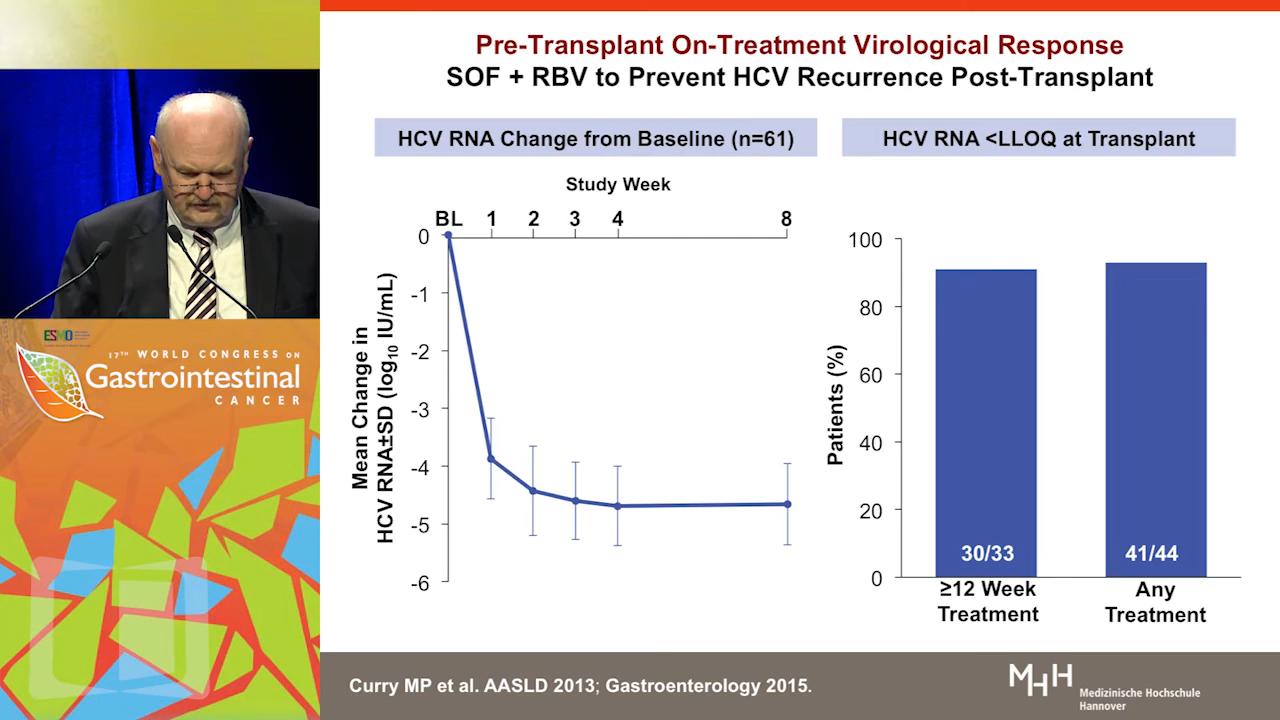 Pre-Transplant On-Treatment Virological Response
SOF + RBV to Prevent HCV Recurrence Post-Transplant
HCV RNA Change from Baseline (n=61)
Study Week
BL 1 2 3 4 8
0
-1
-2
-3
-4
-5
-6
Mean Change in
HCV RNA±SD (log10 IU/mL)
HCV RNA <LLOQ at Transplant
100
80
60
40
20
0
Patients (%)
30/33
41/44
≥12 Week
Treatment
Any
Treatment
Curry MP et al. AASLD 2013; Gastroenterology 2015.
MHH
Medizinische Hochschule
Hannover
ESMO
17TH WORLD CONGRESS ON
Gastrointestinal
CANCER